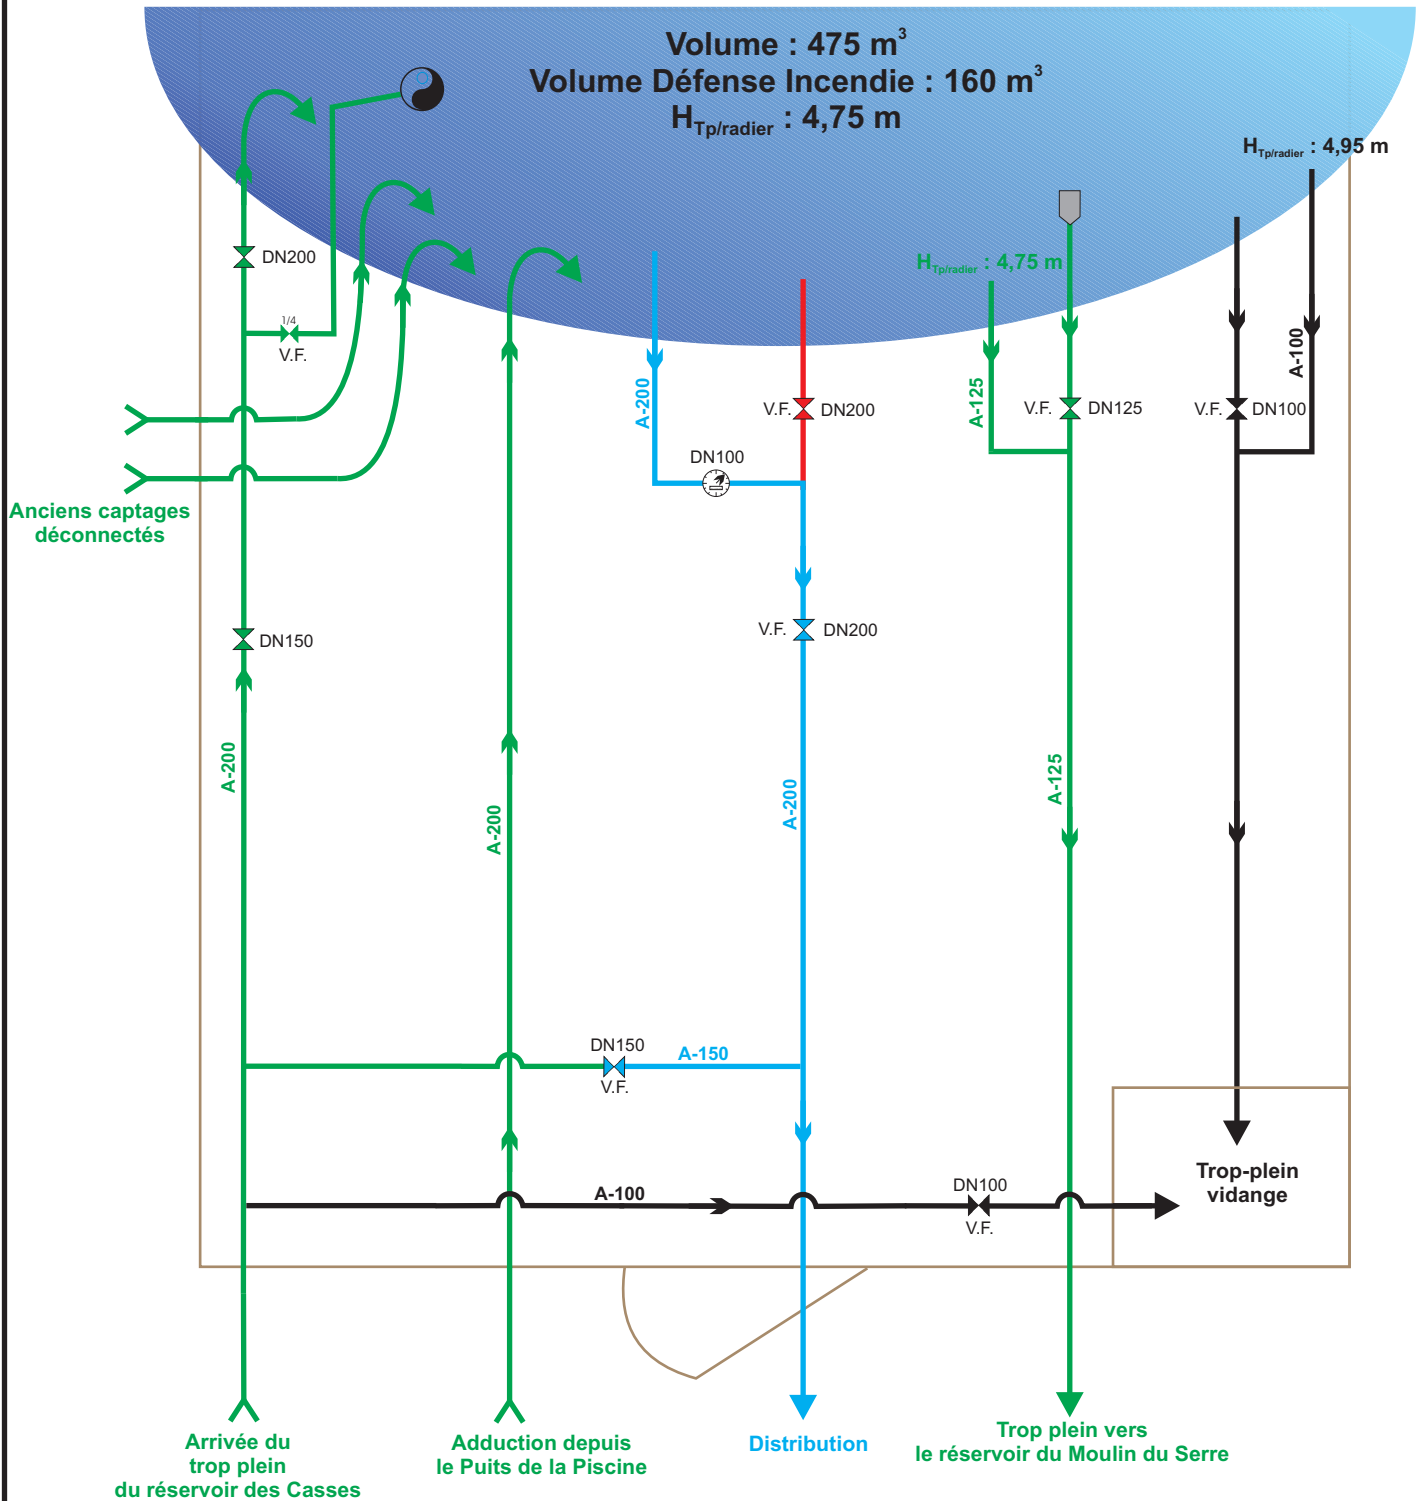 Volume : 475 m³
Volume Défense Incendie : 160 m³
H Tp/radier : 4,75 m
H Tp/radier : 4,95 m
DN200
H Tp/radier : 4,75 m
1/4
V.F.
A-100
A-200
A-125
V.F. DN200
V.F. DN125
V.F. DN100
DN100
Anciens captages
déconnectés
DN150
V.F. DN200
A-200
A-200
A-200
A-125
DN150
A-150
V.F.
A-100
DN100
V.F.
Trop-plein
vidange
Arrivée du
trop plein
du réservoir des Casses
Adduction depuis
le Puits de la Piscine
Distribution
Trop plein vers
le réservoir du Moulin du Serre